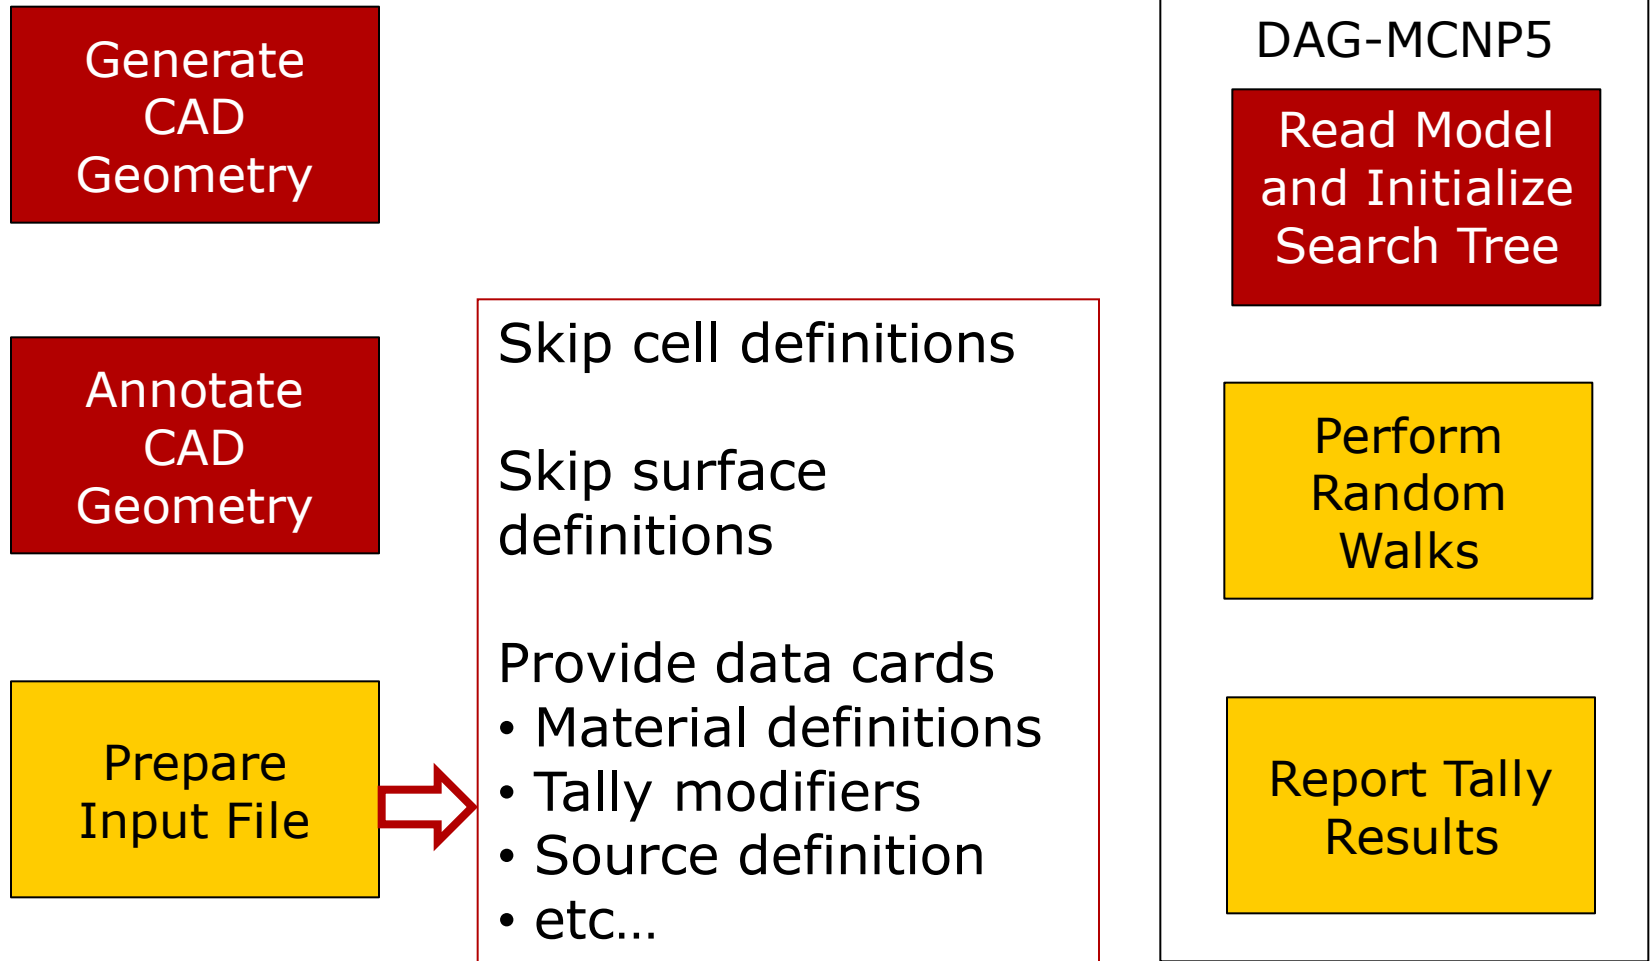 Generate
CAD
Geometry
Annotate
CAD
Geometry
Prepare
Input File
Skip cell definitions
Skip surface
definitions
Provide data cards
• Material definitions
• Tally modifiers
• Source definition
• etc…
DAG-MCNP5
Read Model
and Initialize
Search Tree
Perform
Random
Walks
Report Tally
Results